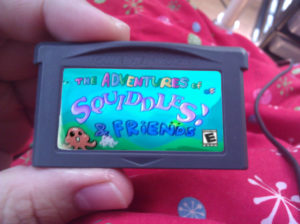 THE ADVENTURES OF
SQUIDDLES!
& FRIENDS
E